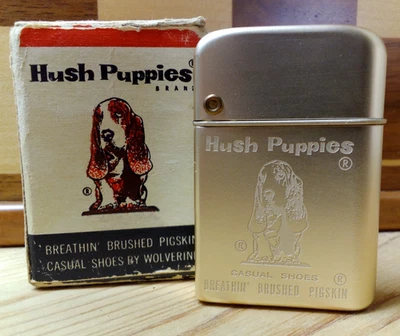 Hush Puppies®
BRAND
®
'BREATHIN' BRUSHED PIGSKIN
CASUAL SHOES BY WOLVERINE
Hush Puppies
®
® ®
CASUAL SHOES
BREATHIN' BRUSHED PIGSKIN